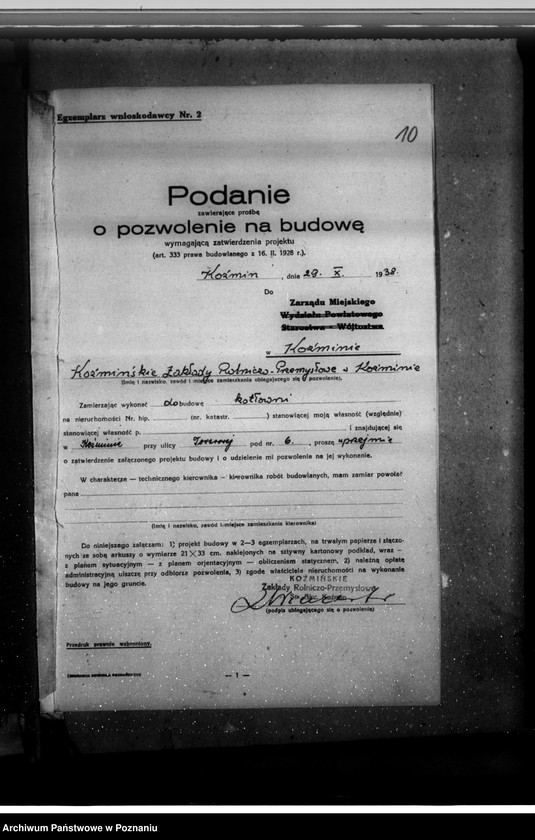 Egzemplarz wnioskodawcy Nr. 2
10
Podanie
zawierające prośbę
o pozwolenie na budowę
wymagającą zatwierdzenia projektu
(art. 333 prawa budowlanego z 16. II. 1928 r.).
Koźmin, dnia 29. X. 1938.
Do
Zarządu Miejskiego
Wydziału Powiatowego
Starostwa - Wójtostwa
w Koźminie
Koźmińskie Zakłady Rolniczo-Przemysłowe w Koźminie
(imię i nazwisko, zawód i miejsce zamieszkania ubiegającego się pozwolenie),
Zamierzając wykonać dobudowę kotłowni
na nieruchomości Nr. hip. (nr. katastr. ) stanowiącej moją własność (względnie)
stanowiącej własność p. i znajdującej się
w Koźminie przy ulicy pod nr. 6., proszę uprzejmie
o zatwierdzenie załączonego projektu budowy i o udzielenie mi pozwolenia na jej wykonanie.
W charakterze — technicznego kierownika — kierownika robót budowlanych, mam zamiar powołać
pana
(imię i nazwisko, zawód i miejsce zamieszkania kierownika)
Do niniejszego załączam: 1) projekt budowy w 2—3 egzemplarzach, na trwałym papierze i złączo-
nych ze sobą arkuszy o wymiarze 21 × 33 cm. naklejonych na sztywny kartonowy podkład, wraz -
z planem sytuacyjnym — z planem orjentacyjnym — obliczeniem statycznem, 2) należną opłatę
administracyjną uiszczę przy odbiorze pozwolenia, 3) zgodę właściciela nieruchomości na wykonanie
budowy na jego gruncie.
KOŹMIŃSKIE
Zakłady Rolniczo-Przemysłowe
(podpis ubiegającego się o pozwolenie)
Przedruk prawnie wzbroniony.
— 1 —
Archiwum Państwowe w Poznaniu